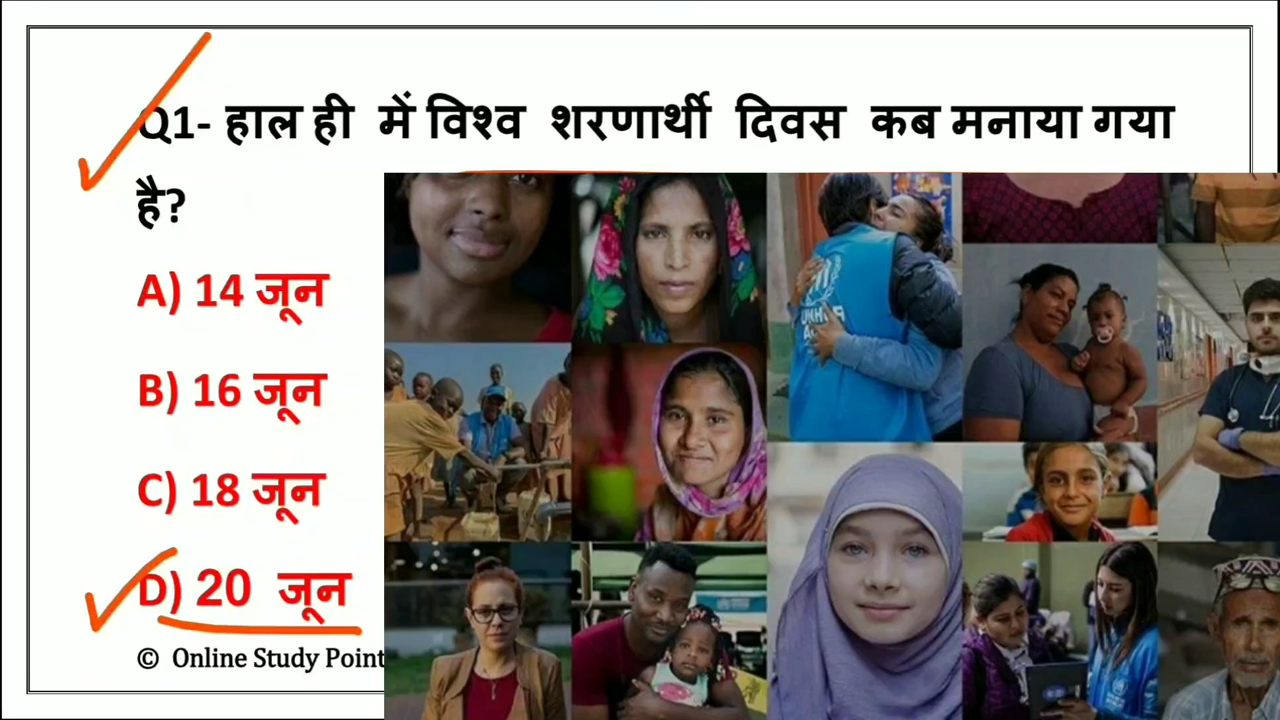 Q1- हाल ही में विश्व शरणार्थी दिवस कब मनाया गया
है?
A) 14 जून
B) 16 जून
C) 18 जून
D) 20 जून
© Online Study Point